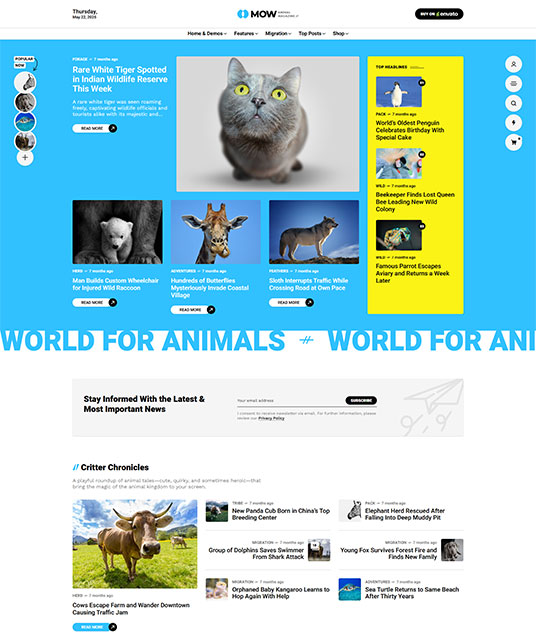 Thursday,
May 22, 2026
MOW
BUY ON envato
Home & Demos
Features
Migration
Top Posts
Shop
POPULAR
NOW
FORAGE — 7 months ago
Rare White Tiger Spotted
in Indian Wildlife Reserve
This Week
A rare white tiger was seen roaming
freely, captivating wildlife officials and
tourists alike with its majestic and...
READ MORE
TOP HEADLINES
PACK — 7 months ago
World's Oldest Penguin
Celebrates Birthday With
Special Cake
WILD — 7 months ago
Beekeeper Finds Lost Queen
Bee Leading New Wild
Colony
WILD — 7 months ago
Famous Parrot Escapes
Aviary and Returns a Week
Later
HERD — 7 months ago
Man Builds Custom Wheelchair
for Injured Wild Raccoon
READ MORE
ADVENTURES — 7 months ago
Hundreds of Butterflies
Mysteriously Invade Coastal
Village
READ MORE
FEATHERS — 7 months ago
Sloth Interrupts Traffic While
Crossing Road at Own Pace
READ MORE
WORLD FOR ANIMALS // WORLD FOR ANI
Stay Informed With the Latest &
Most Important News
Your email address
SUBSCRIBE
I consent to receive newsletter via email. For further information, please
review our Privacy Policy
// Critter Chronicles
A playful roundup of animal tales—cute, quirky, and sometimes heroic—that
bring the magic of the animal kingdom to your screen.
HERD — 7 months ago
Cows Escape Farm and Wander Downtown
Causing Traffic Jam
READ MORE
TRIBE — 7 months ago
New Panda Cub Born in China's Top
Breeding Center
PACK — 7 months ago
Elephant Herd Rescued After
Falling Into Deep Muddy Pit
MIGRATION — 7 months ago
Group of Dolphins Saves Swimmer
From Shark Attack
MIGRATION — 7 months ago
Young Fox Survives Forest Fire and
Finds New Family
MIGRATION — 7 months ago
Orphaned Baby Kangaroo Learns to
Hop Again With Help
ADVENTURES — 7 months ago
Sea Turtle Returns to Same Beach
After Thirty Years